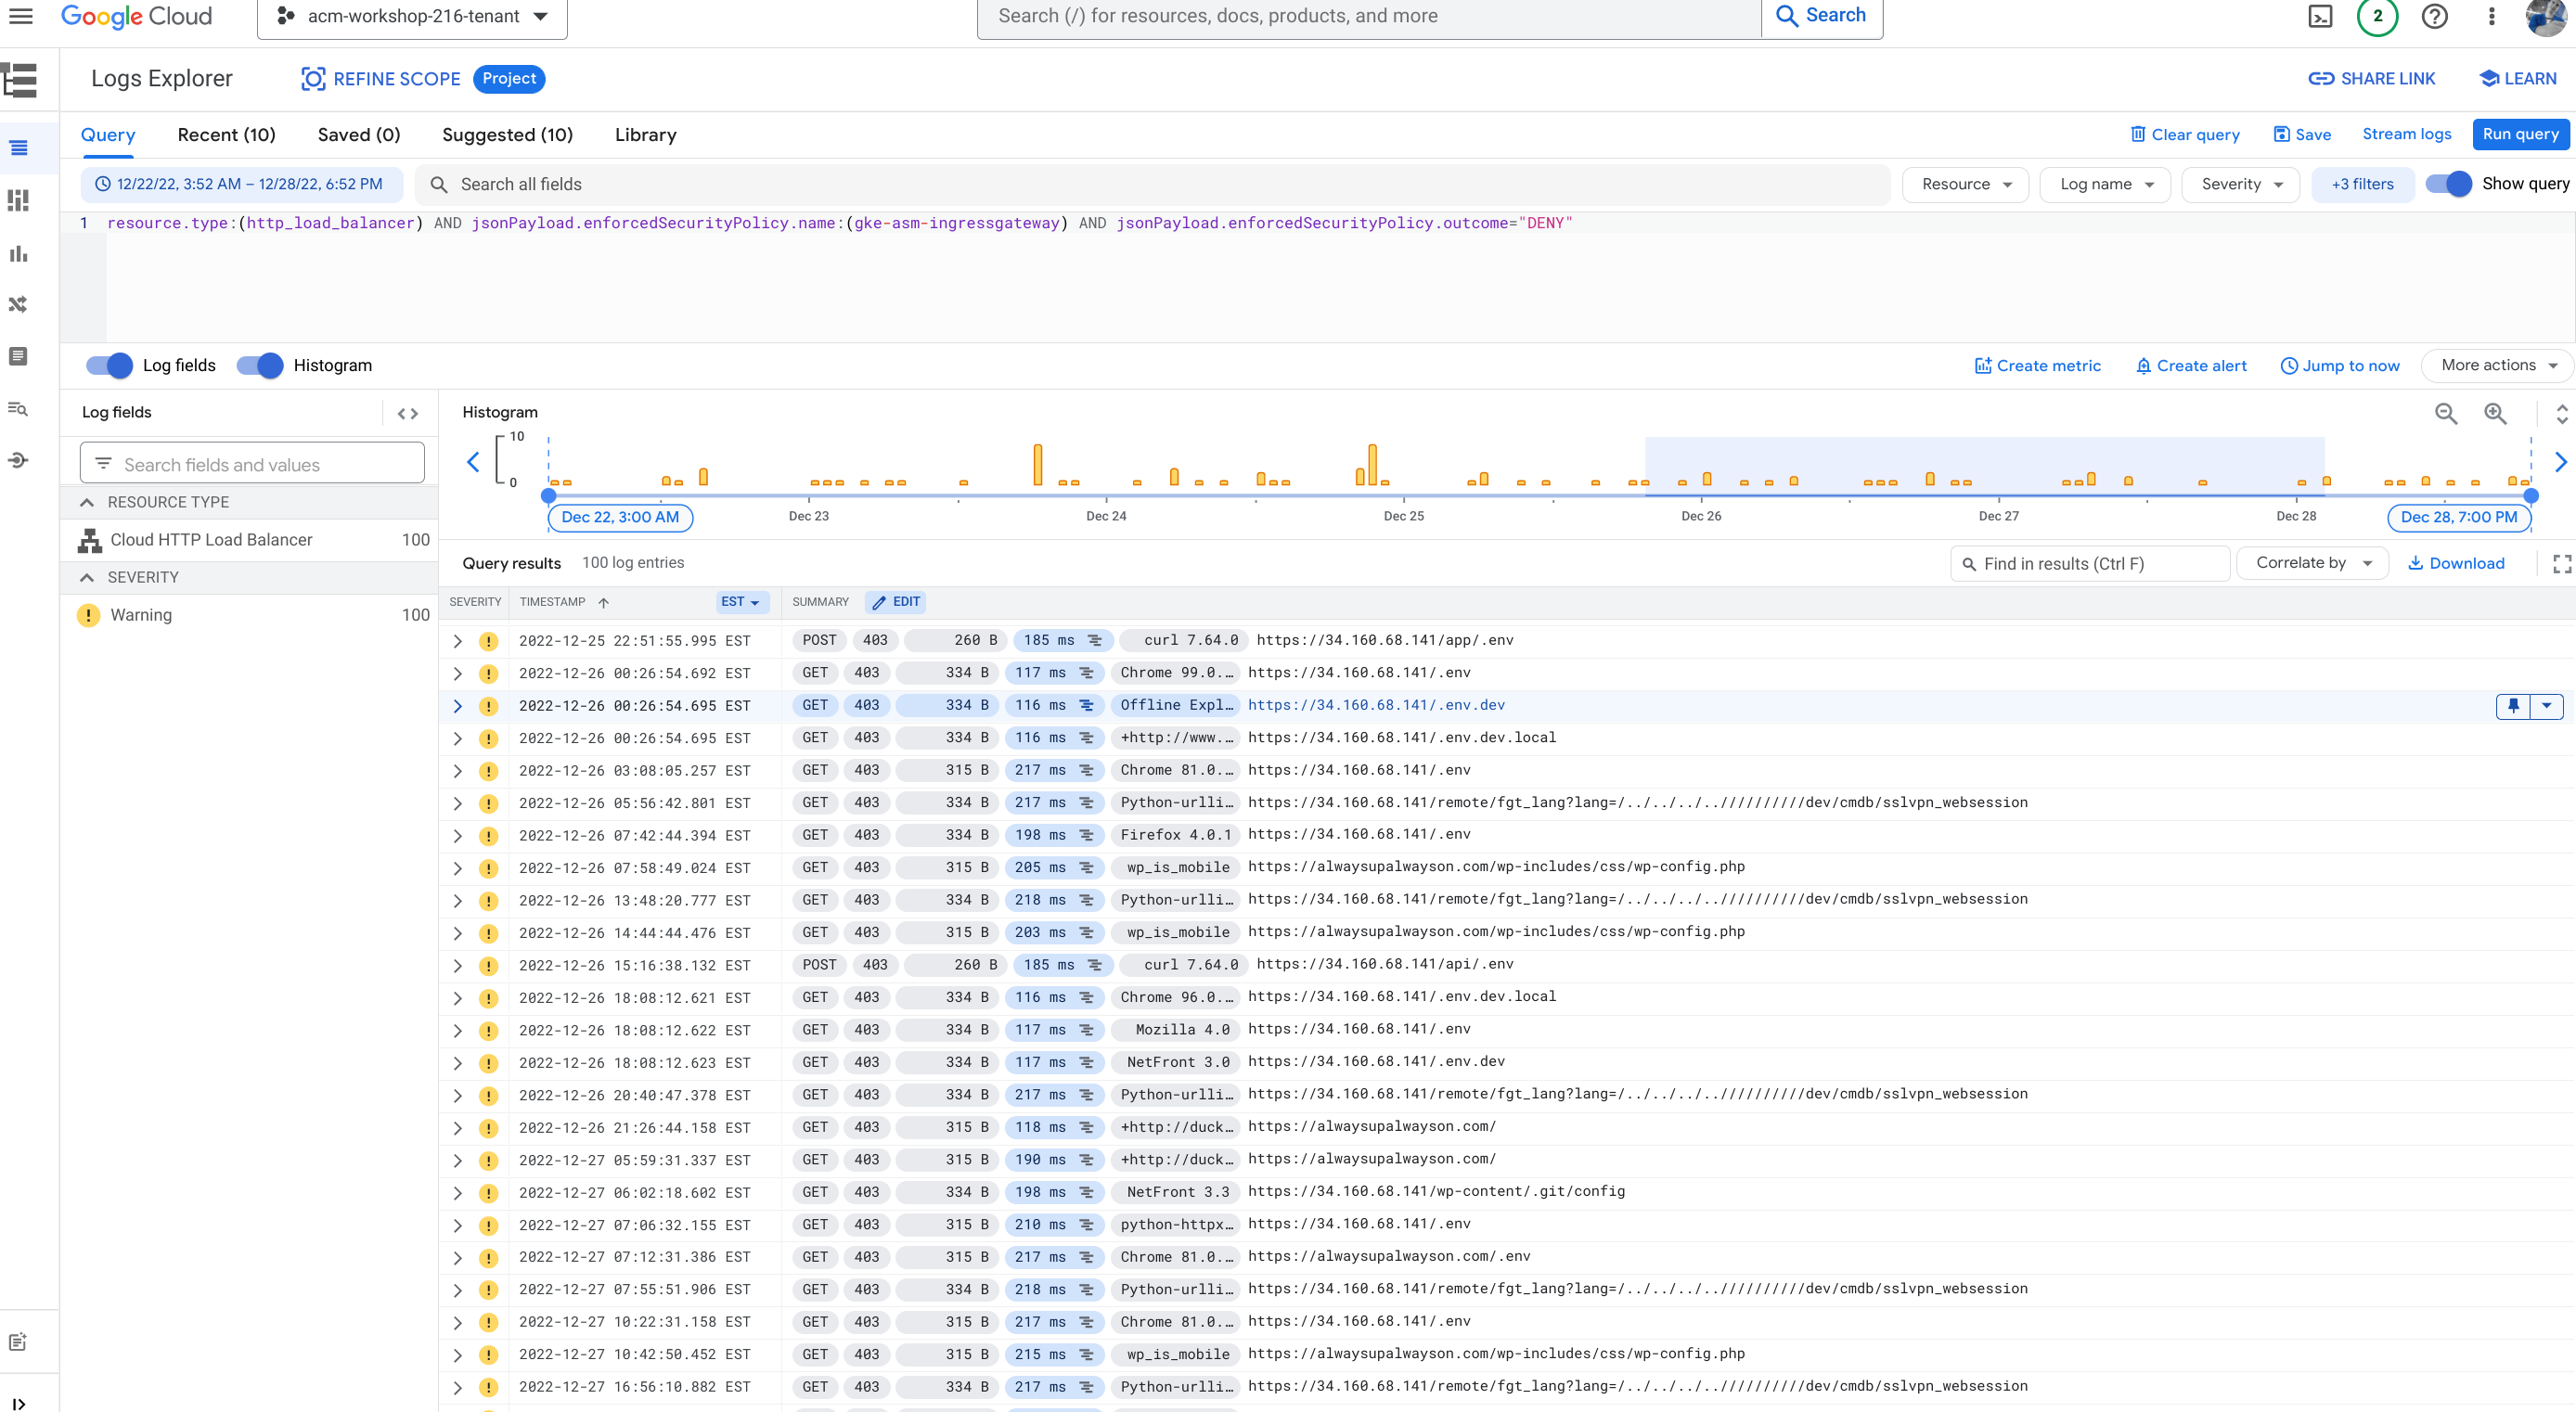 Google Cloud acm-workshop-216-tenant Search (/) for resources, docs, products, and more Search 2
Logs Explorer REFINE SCOPE Project SHARE LINK LEARN
Query Recent (10) Saved (0) Suggested (10) Library Clear query Save Stream logs Run query
12/22/22, 3:52 AM – 12/28/22, 6:52 PM Search all fields Resource Log name Severity +3 filters Show query
1 resource.type:(http_load_balancer) AND jsonPayload.enforcedSecurityPolicy.name:(gke-asm-ingressgateway) AND jsonPayload.enforcedSecurityPolicy.outcome="DENY"
Log fields Histogram Create metric Create alert Jump to now More actions
Log fields
Search fields and values
RESOURCE TYPE
Cloud HTTP Load Balancer 100
SEVERITY
Warning 100
Histogram
10
0
Dec 22, 3:00 AM Dec 23 Dec 24 Dec 25 Dec 26 Dec 27 Dec 28 Dec 28, 7:00 PM
Query results 100 log entries Find in results (Ctrl F) Correlate by Download
SEVERITY TIMESTAMP EST SUMMARY EDIT
2022-12-25 22:51:55.995 EST POST 403 260 B 185 ms curl 7.64.0 https://34.160.68.141/app/.env
2022-12-26 00:26:54.692 EST GET 403 334 B 117 ms Chrome 99.0.… https://34.160.68.141/.env
2022-12-26 00:26:54.695 EST GET 403 334 B 116 ms Offline Expl… https://34.160.68.141/.env.dev
2022-12-26 00:26:54.695 EST GET 403 334 B 116 ms +http://www.… https://34.160.68.141/.env.dev.local
2022-12-26 03:08:05.257 EST GET 403 315 B 217 ms Chrome 81.0.… https://34.160.68.141/.env
2022-12-26 05:56:42.801 EST GET 403 334 B 217 ms Python-urlli… https://34.160.68.141/remote/fgt_lang?lang=/../../../..//////////dev/cmdb/sslvpn_websession
2022-12-26 07:42:44.394 EST GET 403 334 B 198 ms Firefox 4.0.1 https://34.160.68.141/.env
2022-12-26 07:58:49.024 EST GET 403 315 B 205 ms wp_is_mobile https://alwaysupalwayson.com/wp-includes/css/wp-config.php
2022-12-26 13:48:20.777 EST GET 403 334 B 218 ms Python-urlli… https://34.160.68.141/remote/fgt_lang?lang=/../../../..//////////dev/cmdb/sslvpn_websession
2022-12-26 14:44:44.476 EST GET 403 315 B 203 ms wp_is_mobile https://alwaysupalwayson.com/wp-includes/css/wp-config.php
2022-12-26 15:16:38.132 EST POST 403 260 B 185 ms curl 7.64.0 https://34.160.68.141/api/.env
2022-12-26 18:08:12.621 EST GET 403 334 B 116 ms Chrome 96.0.… https://34.160.68.141/.env.dev.local
2022-12-26 18:08:12.622 EST GET 403 334 B 117 ms Mozilla 4.0 https://34.160.68.141/.env
2022-12-26 18:08:12.623 EST GET 403 334 B 117 ms NetFront 3.0 https://34.160.68.141/.env.dev
2022-12-26 20:40:47.378 EST GET 403 334 B 217 ms Python-urlli… https://34.160.68.141/remote/fgt_lang?lang=/../../../..//////////dev/cmdb/sslvpn_websession
2022-12-26 21:26:44.158 EST GET 403 315 B 118 ms +http://duck… https://alwaysupalwayson.com/
2022-12-27 05:59:31.337 EST GET 403 315 B 190 ms +http://duck… https://alwaysupalwayson.com/
2022-12-27 06:02:18.602 EST GET 403 334 B 198 ms NetFront 3.3 https://34.160.68.141/wp-content/.git/config
2022-12-27 07:06:32.155 EST GET 403 315 B 210 ms python-httpx… https://34.160.68.141/.env
2022-12-27 07:12:31.386 EST GET 403 315 B 217 ms Chrome 81.0.… https://alwaysupalwayson.com/.env
2022-12-27 07:55:51.906 EST GET 403 334 B 218 ms Python-urlli… https://34.160.68.141/remote/fgt_lang?lang=/../../../..//////////dev/cmdb/sslvpn_websession
2022-12-27 10:22:31.158 EST GET 403 315 B 217 ms Chrome 81.0.… https://34.160.68.141/.env
2022-12-27 10:42:50.452 EST GET 403 315 B 215 ms wp_is_mobile https://alwaysupalwayson.com/wp-includes/css/wp-config.php
2022-12-27 16:56:10.882 EST GET 403 334 B 217 ms Python-urlli… https://34.160.68.141/remote/fgt_lang?lang=/../../../..//////////dev/cmdb/sslvpn_websession